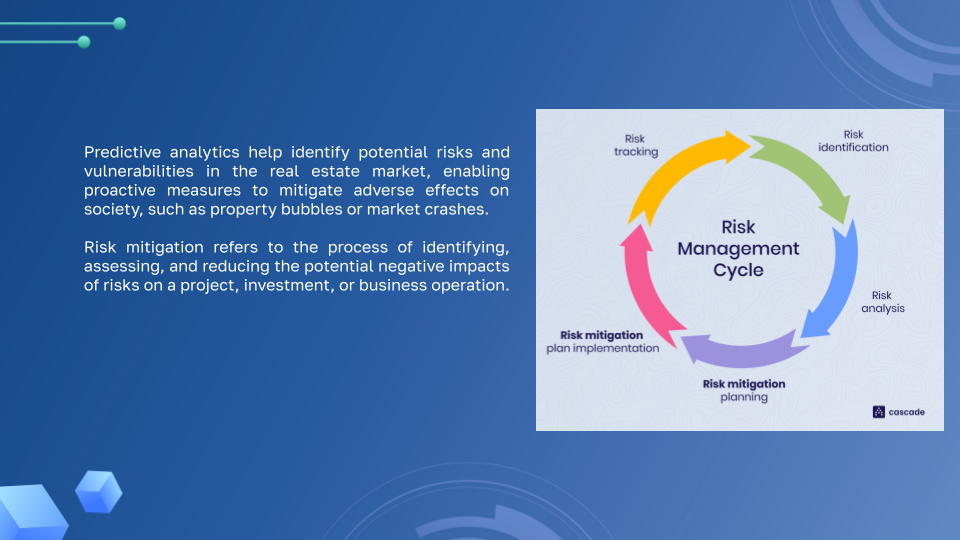 Predictive analytics help identify potential risks and
vulnerabilities in the real estate market, enabling
proactive measures to mitigate adverse effects on
society, such as property bubbles or market crashes.
Risk mitigation refers to the process of identifying,
assessing, and reducing the potential negative impacts
of risks on a project, investment, or business operation.
Risk
tracking
Risk
identification
Risk
Management
Cycle
Risk
analysis
Risk mitigation
plan implementation
Risk mitigation
planning
cascade